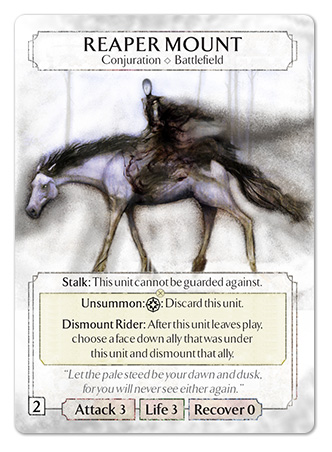 REAPER MOUNT
Conjuration ⬦ Battlefield
Stalk: This unit cannot be guarded against.
Unsummon: : Discard this unit.
Dismount Rider: After this unit leaves play,
choose a face down ally that was under
this unit and dismount that ally.
“Let the pale steed be your dawn and dusk,
for you will never see either again.”
2
Attack 3 Life 3 Recover 0